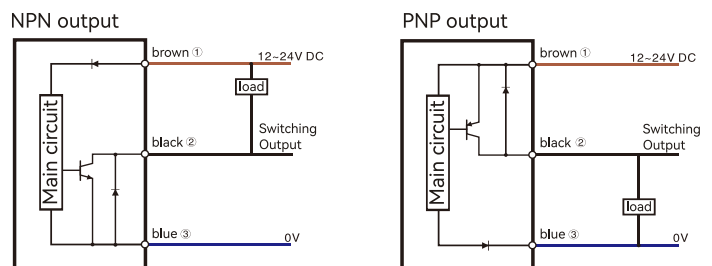 NPN output
brown ①
12~24V DC
load
Main circuit
black ②
Switching
Output
blue ③
0V
PNP output
brown ①
12~24V DC
Main circuit
black ②
Switching
Output
load
blue ③
0V